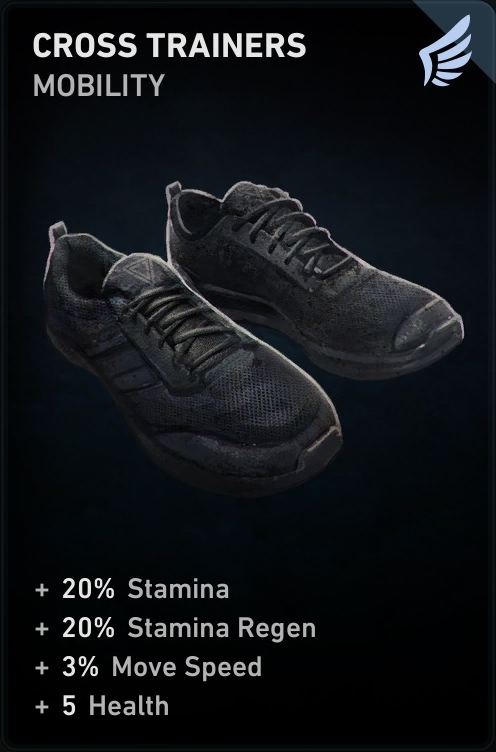 CROSS TRAINERS
MOBILITY
+ 20% Stamina
+ 20% Stamina Regen
+ 3% Move Speed
+ 5 Health